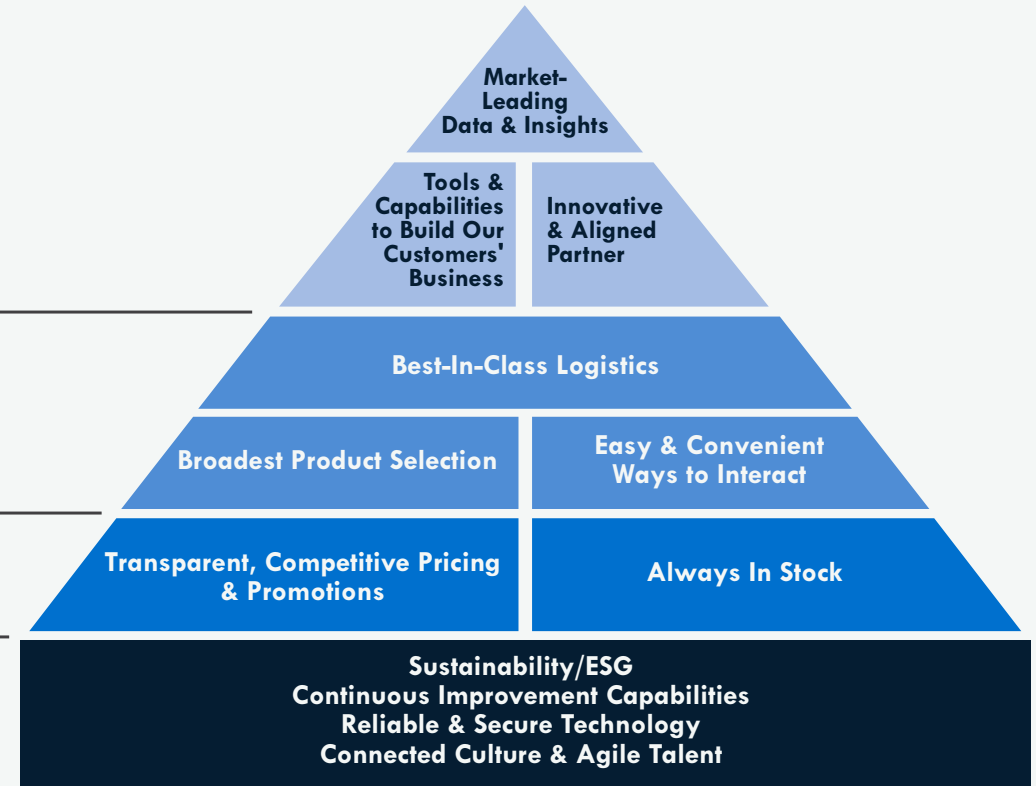 Market-
Leading
Data & Insights
Tools &
Capabilities
to Build Our
Customers'
Business
Innovative
& Aligned
Partner
Best-In-Class Logistics
Broadest Product Selection
Easy & Convenient
Ways to Interact
Transparent, Competitive Pricing
& Promotions
Always In Stock
Sustainability/ESG
Continuous Improvement Capabilities
Reliable & Secure Technology
Connected Culture & Agile Talent